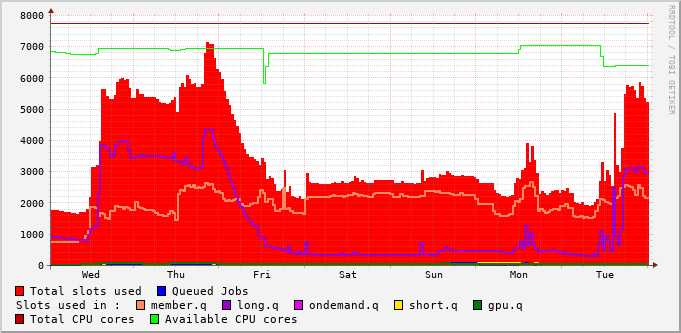 8000
7000
6000
5000
4000
3000
2000
1000
0
Wed Thu Fri Sat Sun Mon Tue
RRDTOOL / TOBI OETIKER
Total slots used Queued Jobs
Slots used in : member.q long.q ondemand.q short.q gpu.q
Total CPU cores Available CPU cores